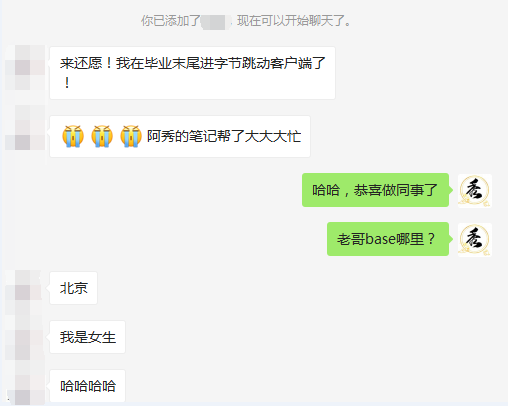 你已添加了 ,现在可以开始聊天了。
来还愿!我在毕业末尾进字节跳动客户端了
!
阿秀的笔记帮了大大大忙
哈哈,恭喜做同事了
秀
老哥base哪里?
秀
北京
我是女生
哈哈哈哈